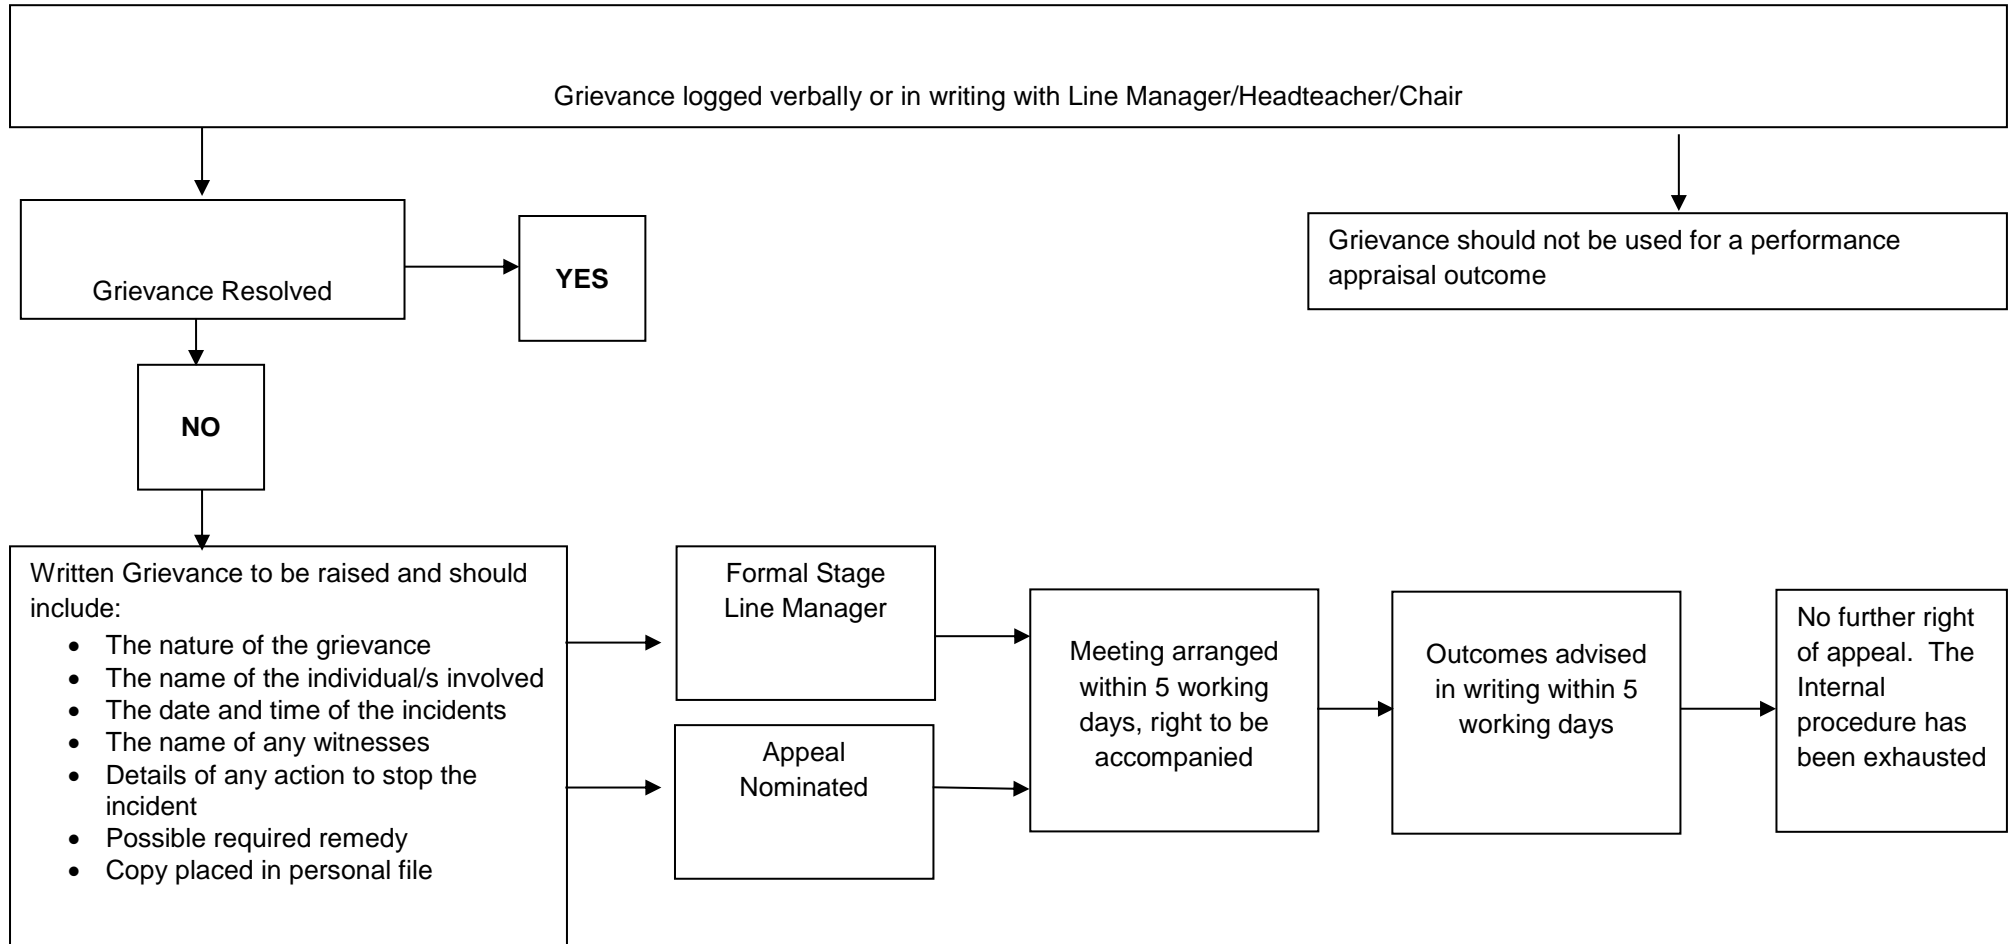 Grievance logged verbally or in writing with Line Manager/Headteacher/Chair
Grievance Resolved
YES
Grievance should not be used for a performance
appraisal outcome
NO
Written Grievance to be raised and should
include:
• The nature of the grievance
• The name of the individual/s involved
• The date and time of the incidents
• The name of any witnesses
• Details of any action to stop the
incident
• Possible required remedy
• Copy placed in personal file
Formal Stage
Line Manager
Appeal
Nominated
Meeting arranged
within 5 working
days, right to be
accompanied
Outcomes advised
in writing within 5
working days
No further right
of appeal. The
Internal
procedure has
been exhausted